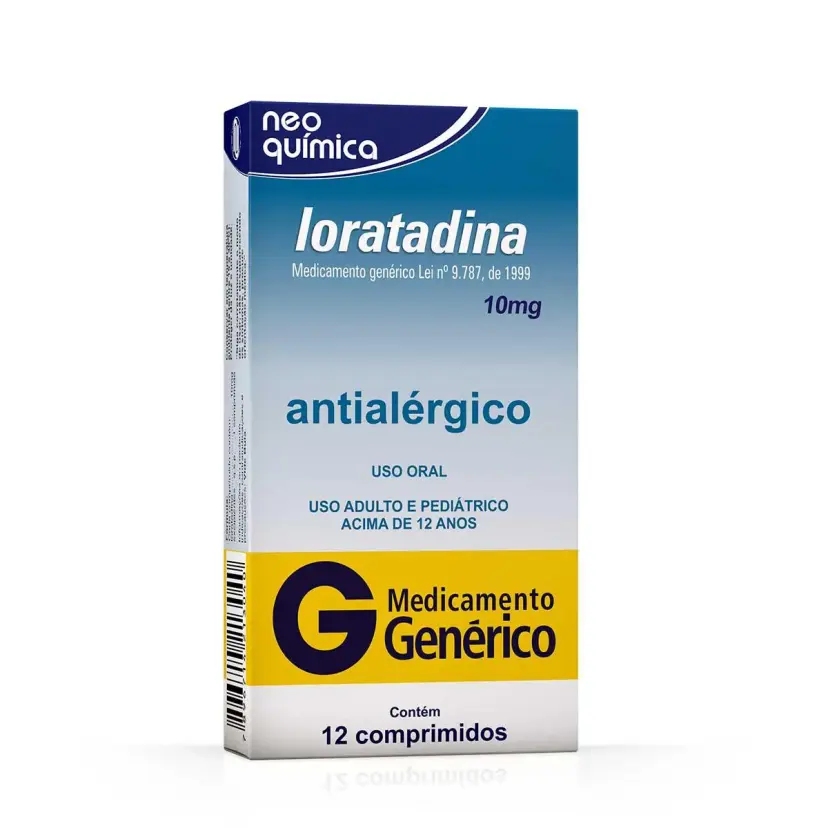 neo
química
loratadina
Medicamento genérico Lei nº 9.787, de 1999
10mg
antialérgico
USO ORAL
USO ADULTO E PEDIÁTRICO
ACIMA DE 12 ANOS
G Medicamento
Genérico
Contém
12 comprimidos